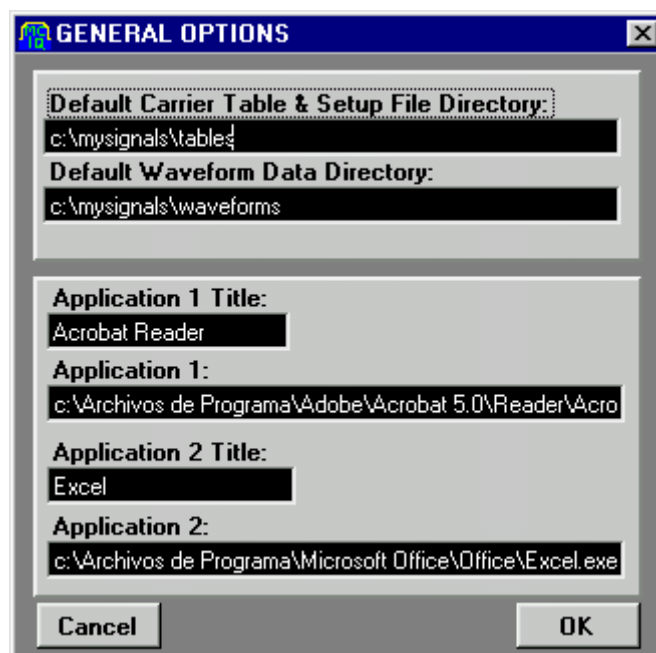 MC
IQ
GENERAL OPTIONS
Default Carrier Table & Setup File Directory:
c:\mysignals\tables
Default Waveform Data Directory:
c:\mysignals\waveforms
Application 1 Title:
Acrobat Reader
Application 1:
c:\Archivos de Programa\Adobe\Acrobat 5.0\Reader\Acro
Application 2 Title:
Excel
Application 2:
c:\Archivos de Programa\Microsoft Office\Office\Excel.exe
Cancel
OK